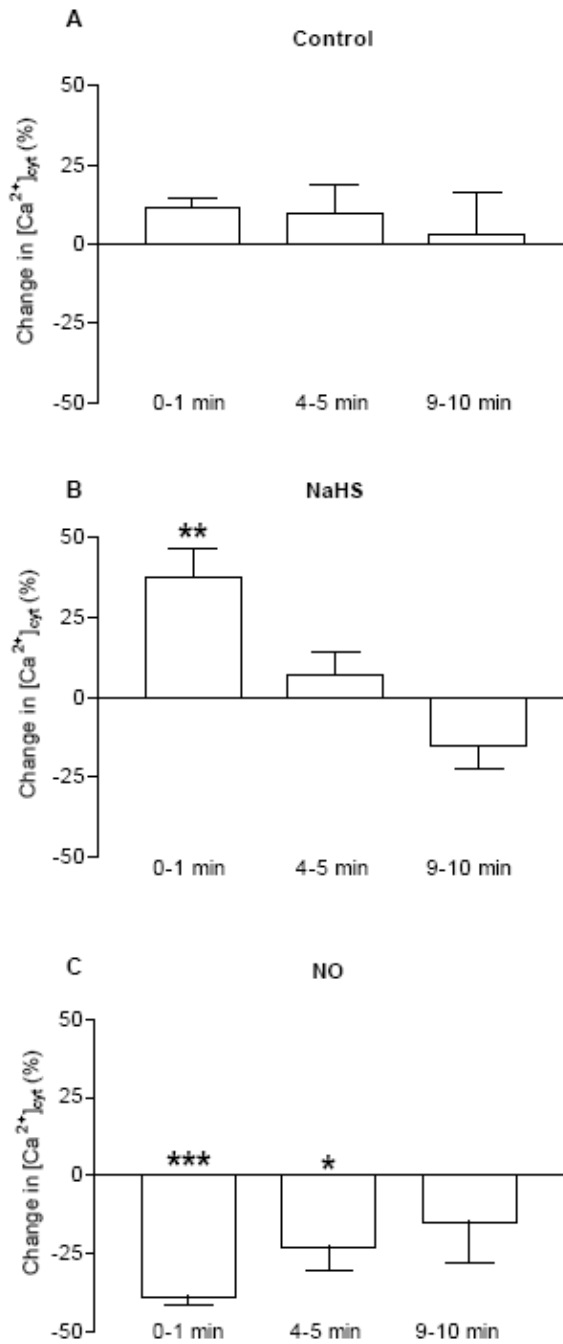 A
Control
Change in [Ca²⁺]cyt (%)
50
25
0
-25
-50
0-1 min 4-5 min 9-10 min
B
NaHS
Change in [Ca²⁺]cyt (%)
50
**
25
0
-25
-50
0-1 min 4-5 min 9-10 min
C
NO
Change in [Ca²⁺]cyt (%)
50
25
*** *
0
-25
-50
0-1 min 4-5 min 9-10 min